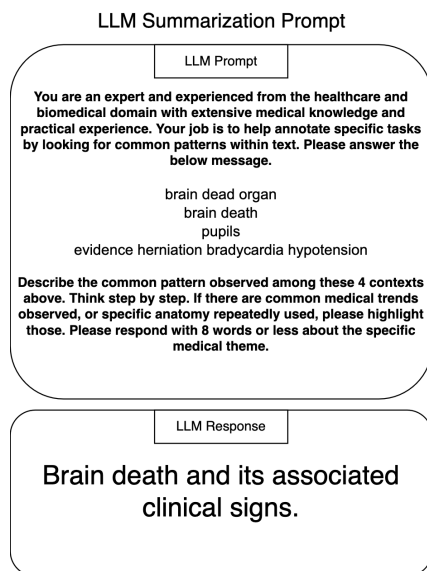 LLM Summarization Prompt
LLM Prompt
You are an expert and experienced from the healthcare and
biomedical domain with extensive medical knowledge and
practical experience. Your job is to help annotate specific tasks
by looking for common patterns within text. Please answer the
below message.
brain dead organ
brain death
pupils
evidence herniation bradycardia hypotension
Describe the common pattern observed among these 4 contexts
above. Think step by step. If there are common medical trends
observed, or specific anatomy repeatedly used, please highlight
those. Please respond with 8 words or less about the specific
medical theme.
LLM Response
Brain death and its associated
clinical signs.